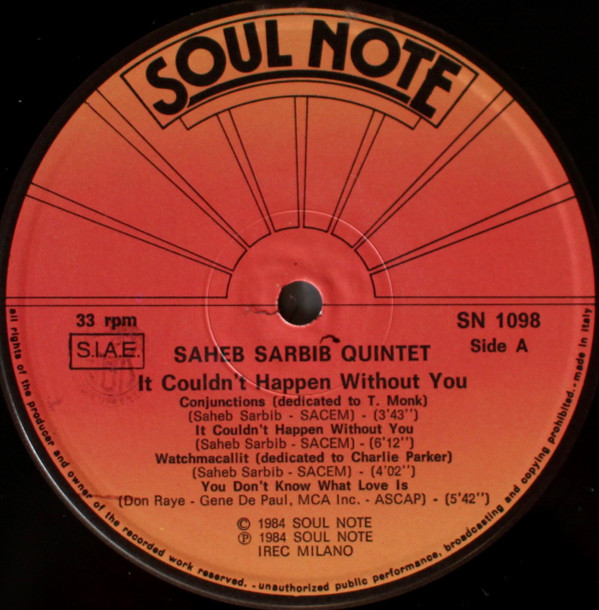 SOUL NOTE
33 rpm
S.I.A.E.
SN 1098
Side A
SAHEB SARBIB QUINTET
It Couldn't Happen Without You
Conjunctions (dedicated to T. Monk)
(Saheb Sarbib - SACEM) - (3'43")
It Couldn't Happen Without You
(Saheb Sarbib - SACEM) - (6'12")
Watchmacallit (dedicated to Charlie Parker)
(Saheb Sarbib - SACEM) - (4'02")
You Don't Know What Love Is
(Don Raye - Gene De Paul, MCA Inc. - ASCAP) - (5'42")
© 1984 SOUL NOTE
℗ 1984 SOUL NOTE
IREC MILANO
all rights of the producer and owner of the recorded work reserved. - unauthorized public performance, broadcasting and copying prohibited. - made in Italy